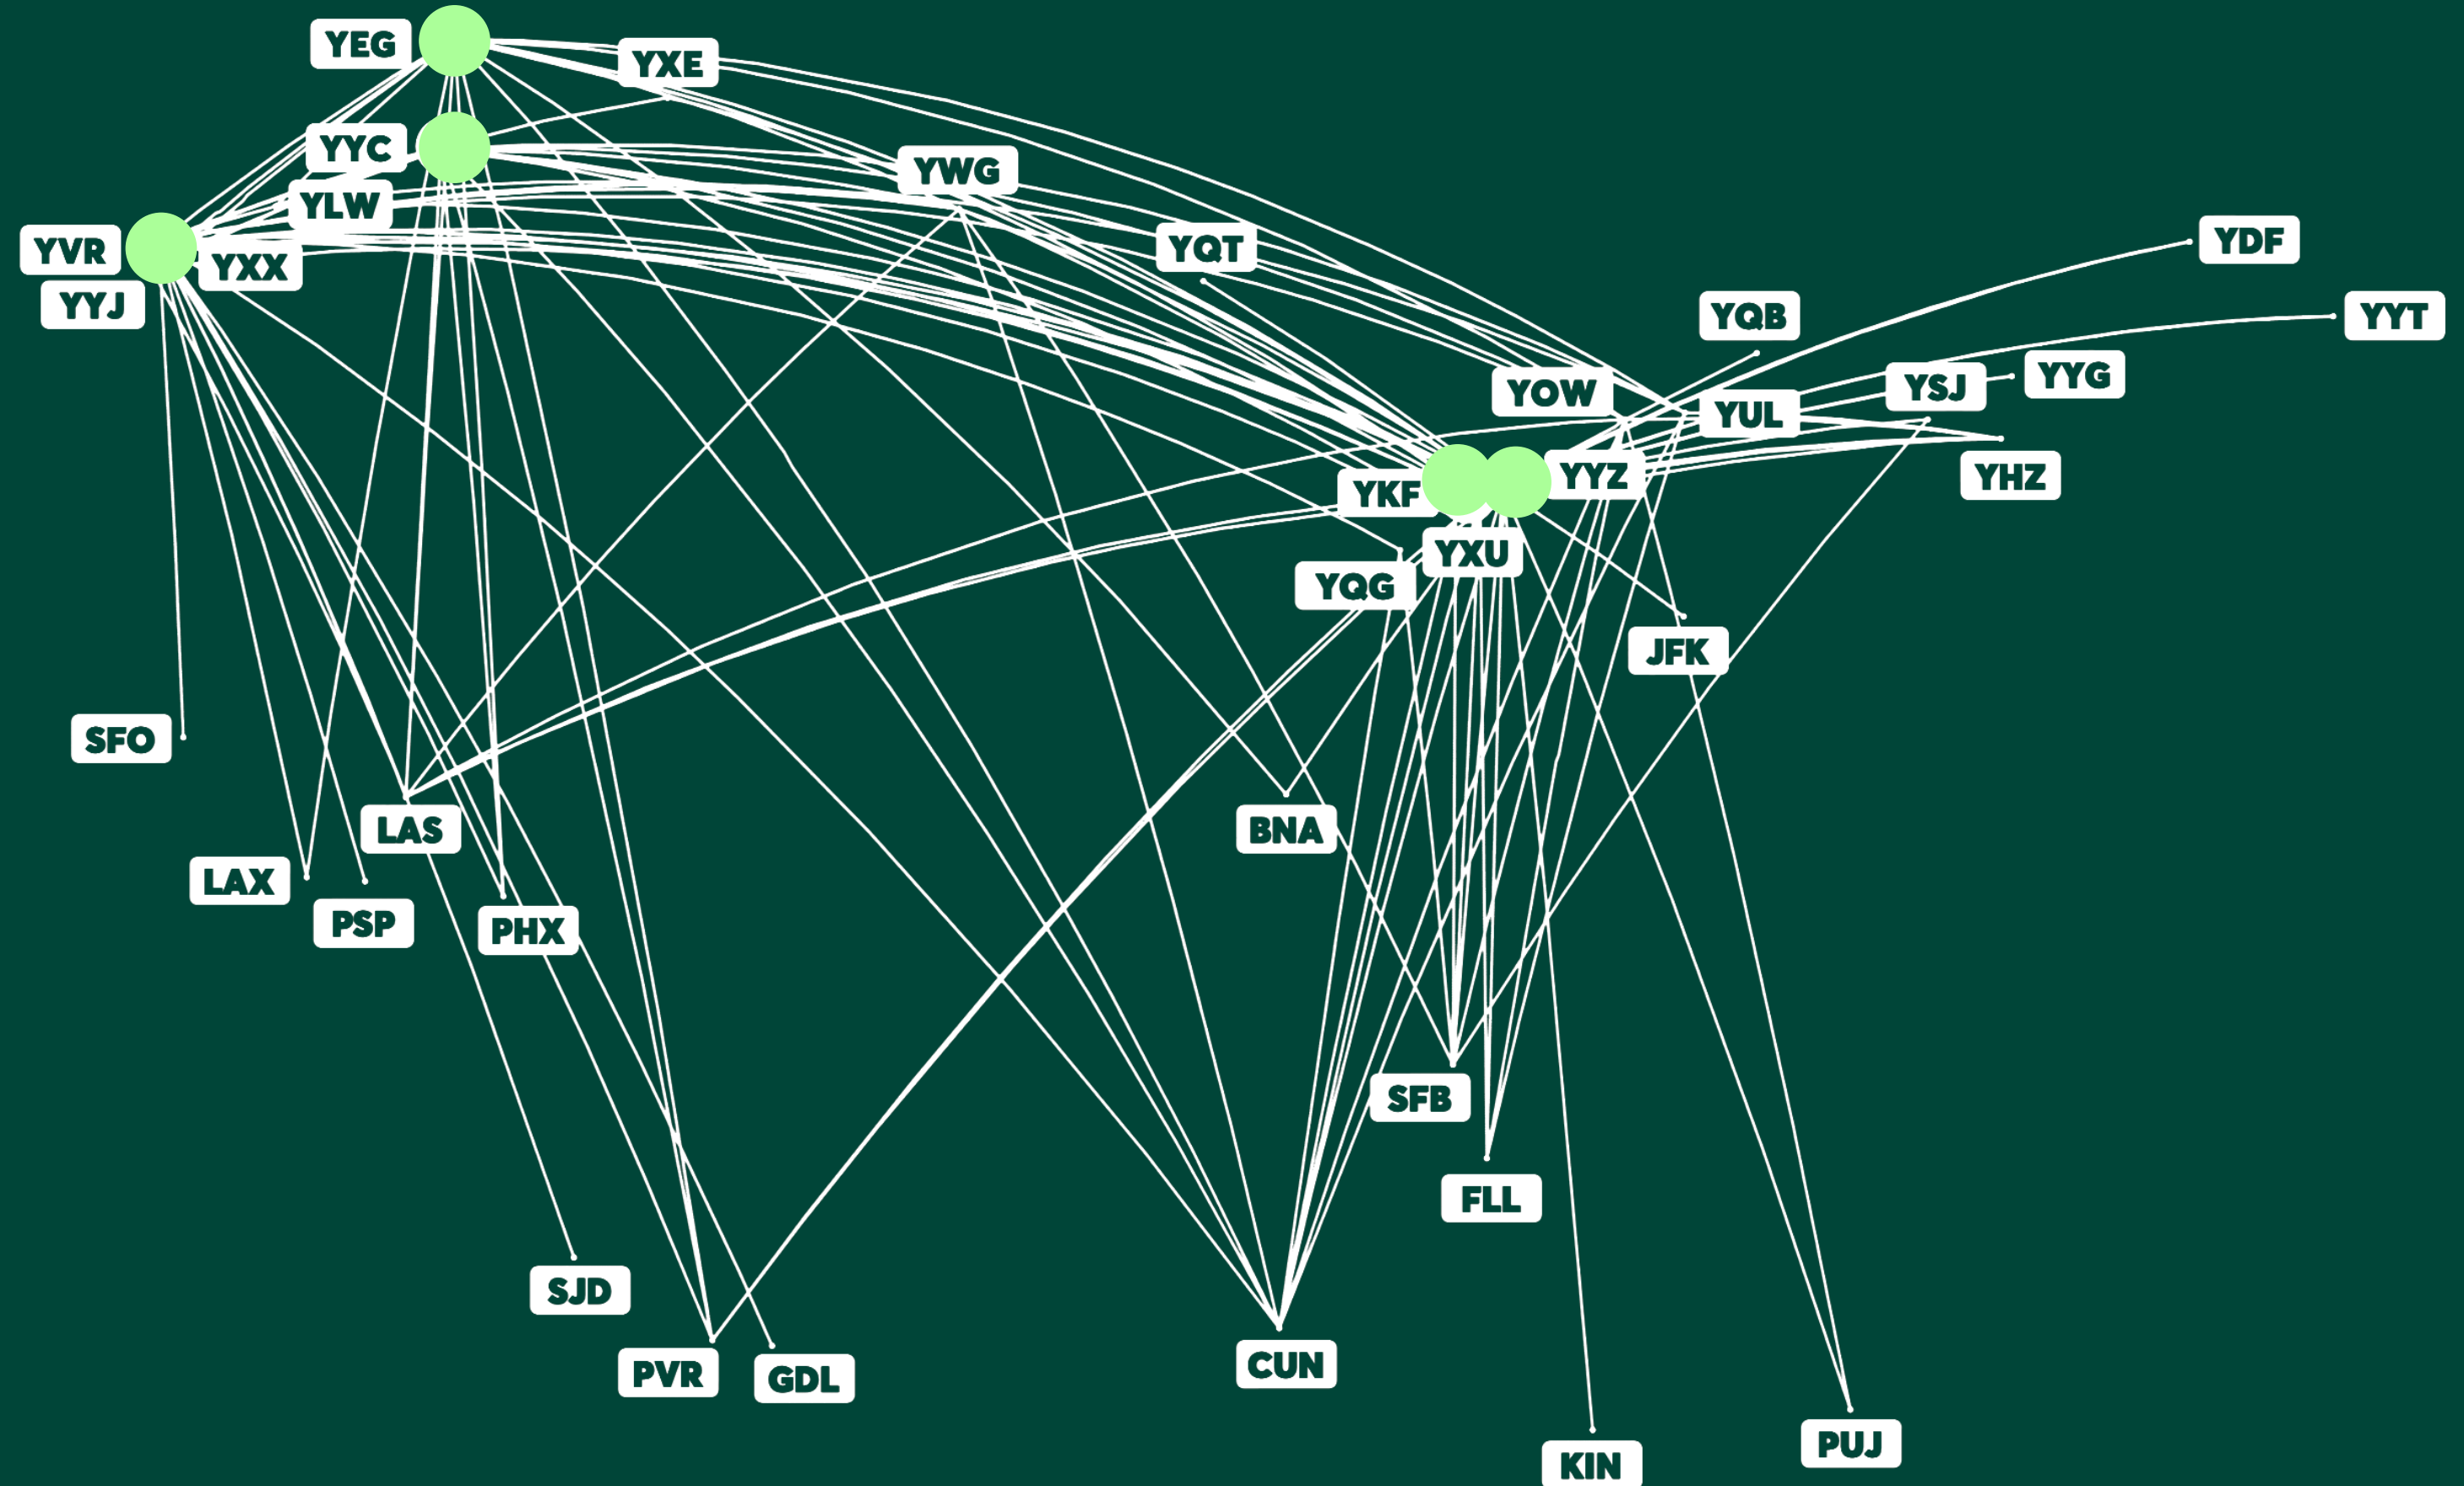 YEG
YXE
YYC
YWG
YLW
YQT
YDF
YVR
YXX
YYJ
YQB
YYT
YYG
YSJ
YOW
YUL
YYZ
YHZ
YKF
YXU
YQG
JFK
SFO
LAS
BNA
LAX
PSP
PHX
SFB
FLL
SJD
CUN
PVR
GDL
PUJ
KIN